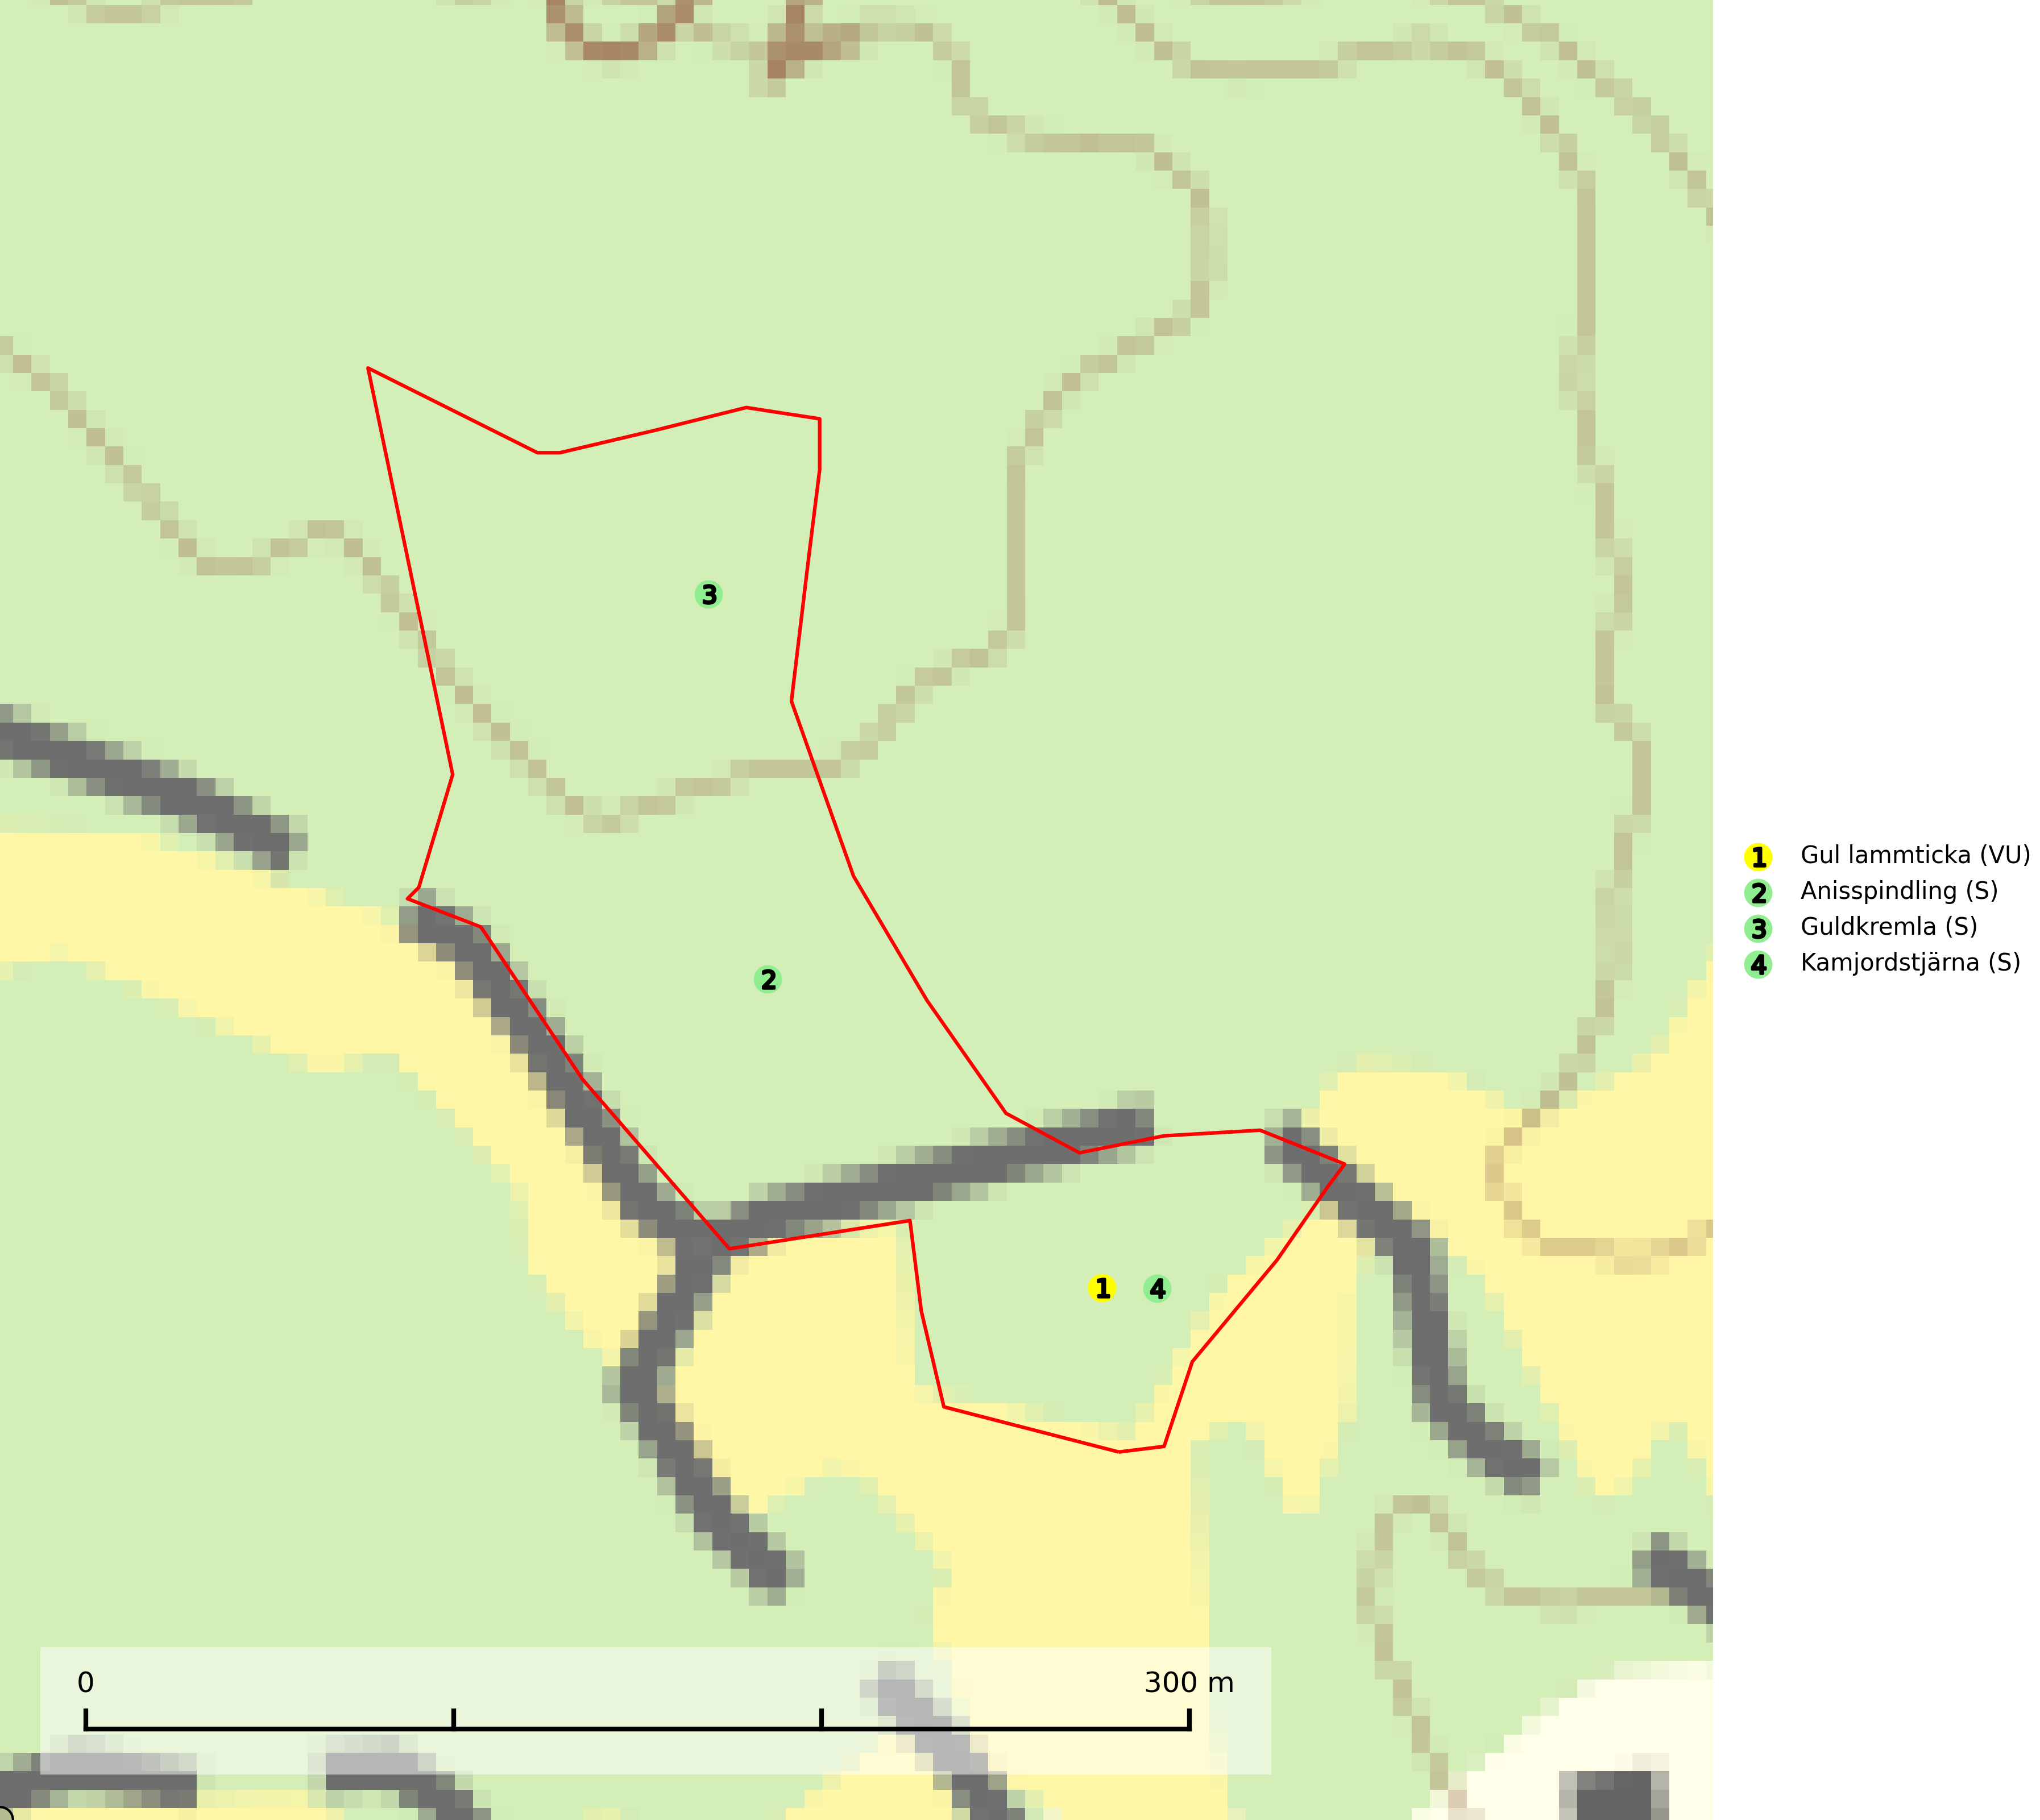 3
2
1 4
1 Gul lammticka (VU)
2 Anisspindling (S)
3 Guldkremla (S)
4 Kamjordstjärna (S)
0 300 m